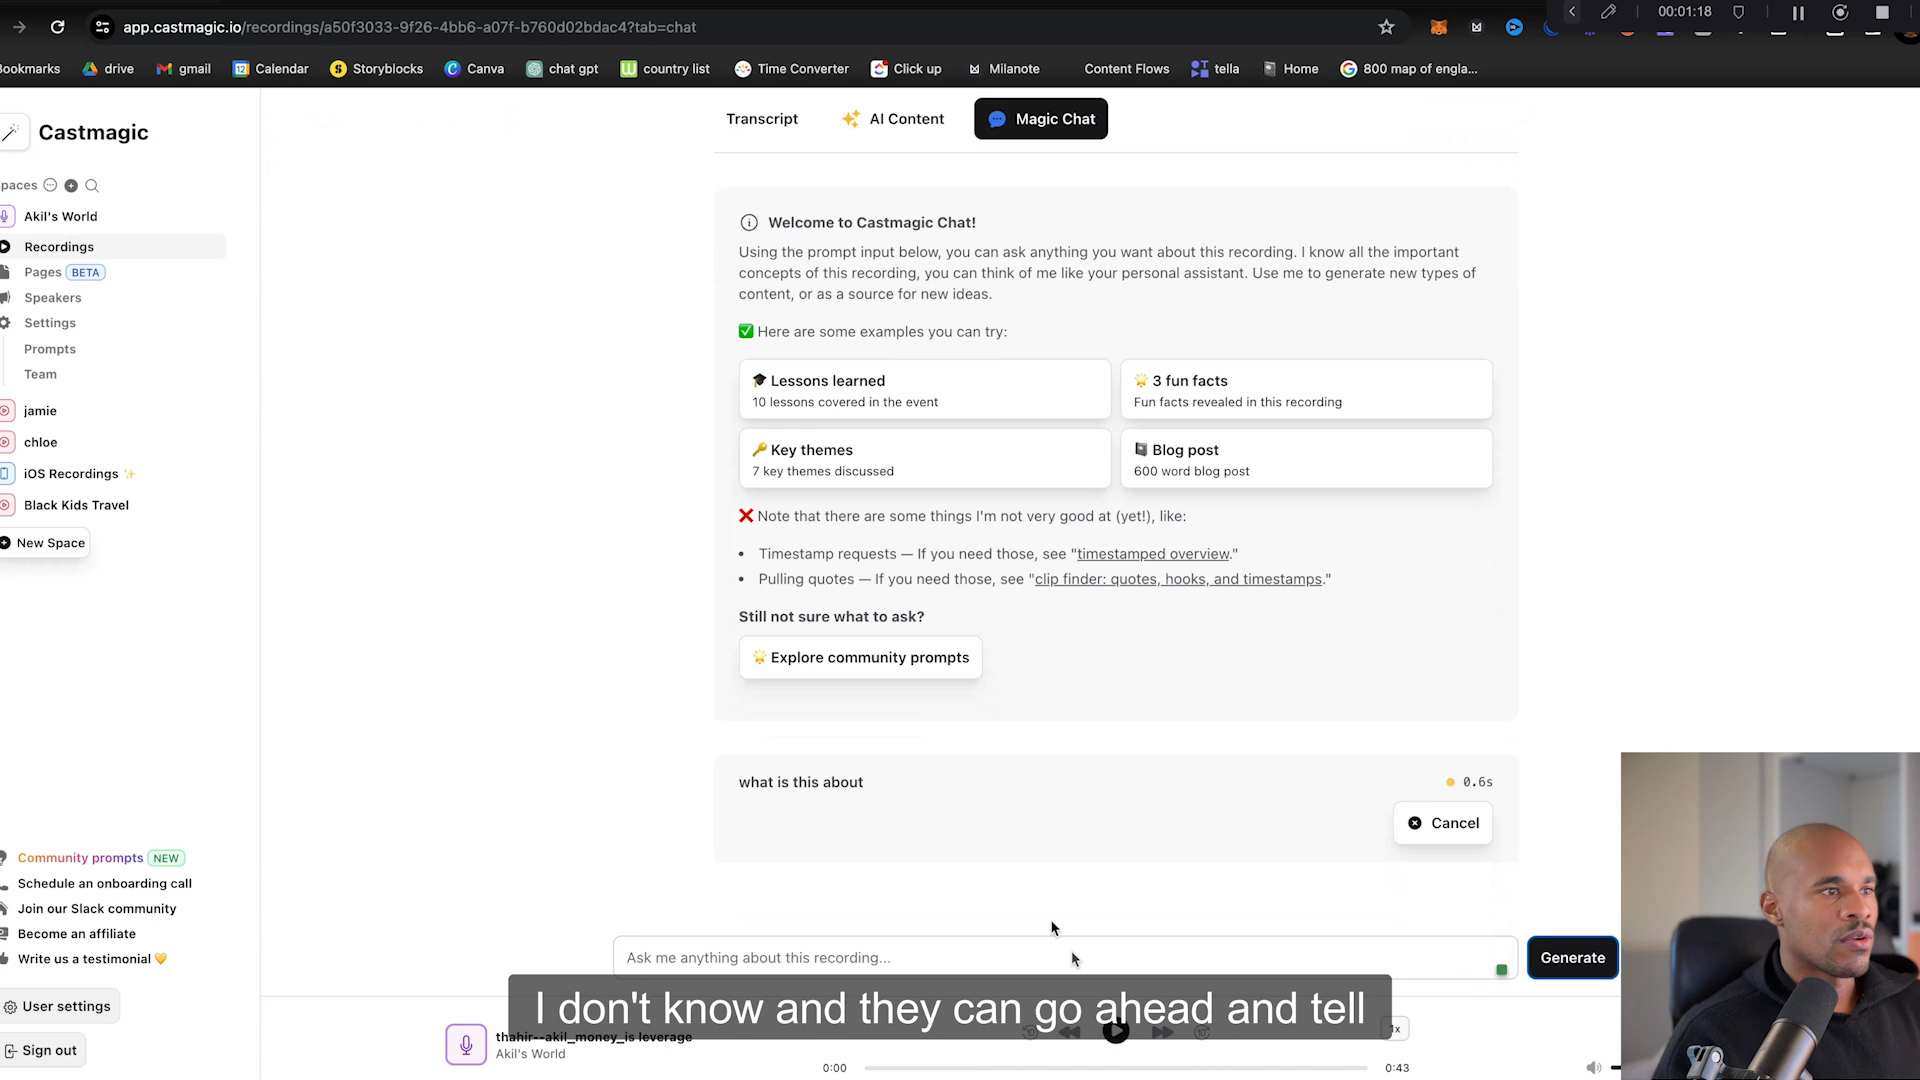 app.castmagic.io/recordings/a50f3033-9f26-4bb6-a07f-b760d02bdac4?tab=chat
00:01:18
ookmarks
drive
gmail
12 Calendar
Storyblocks
Canva
chat gpt
country list
Time Converter
Click up
Milanote
Content Flows
tella
Home
800 map of engla...
Castmagic
paces
Akil's World
Recordings
Pages BETA
Speakers
Settings
Prompts
Team
jamie
chloe
iOS Recordings
Black Kids Travel
New Space
Community prompts NEW
Schedule an onboarding call
Join our Slack community
Become an affiliate
Write us a testimonial
User settings
Sign out
Transcript
AI Content
Magic Chat
Welcome to Castmagic Chat!
Using the prompt input below, you can ask anything you want about this recording. I know all the important
concepts of this recording, you can think of me like your personal assistant. Use me to generate new types of
content, or as a source for new ideas.
Here are some examples you can try:
Lessons learned
10 lessons covered in the event
3 fun facts
Fun facts revealed in this recording
Key themes
7 key themes discussed
Blog post
600 word blog post
Note that there are some things I'm not very good at (yet!), like:
• Timestamp requests — If you need those, see "timestamped overview."
• Pulling quotes — If you need those, see "clip finder: quotes, hooks, and timestamps."
Still not sure what to ask?
Explore community prompts
what is this about
0.6s
Cancel
Ask me anything about this recording...
Generate
I don't know and they can go ahead and tell
thahir--akil_money_is leverage
Akil's World
1x
0:00
0:43